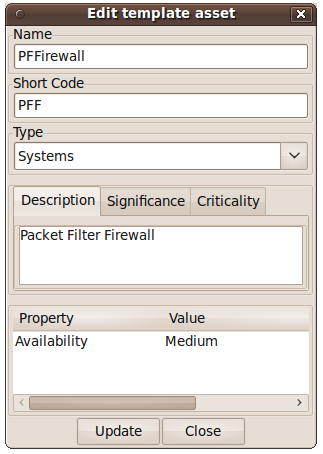 Edit template asset
Name
PFFirewall
Short Code
PFF
Type
Systems
Description Significance Criticality
Packet Filter Firewall
Property Value
Availability Medium
Update Close